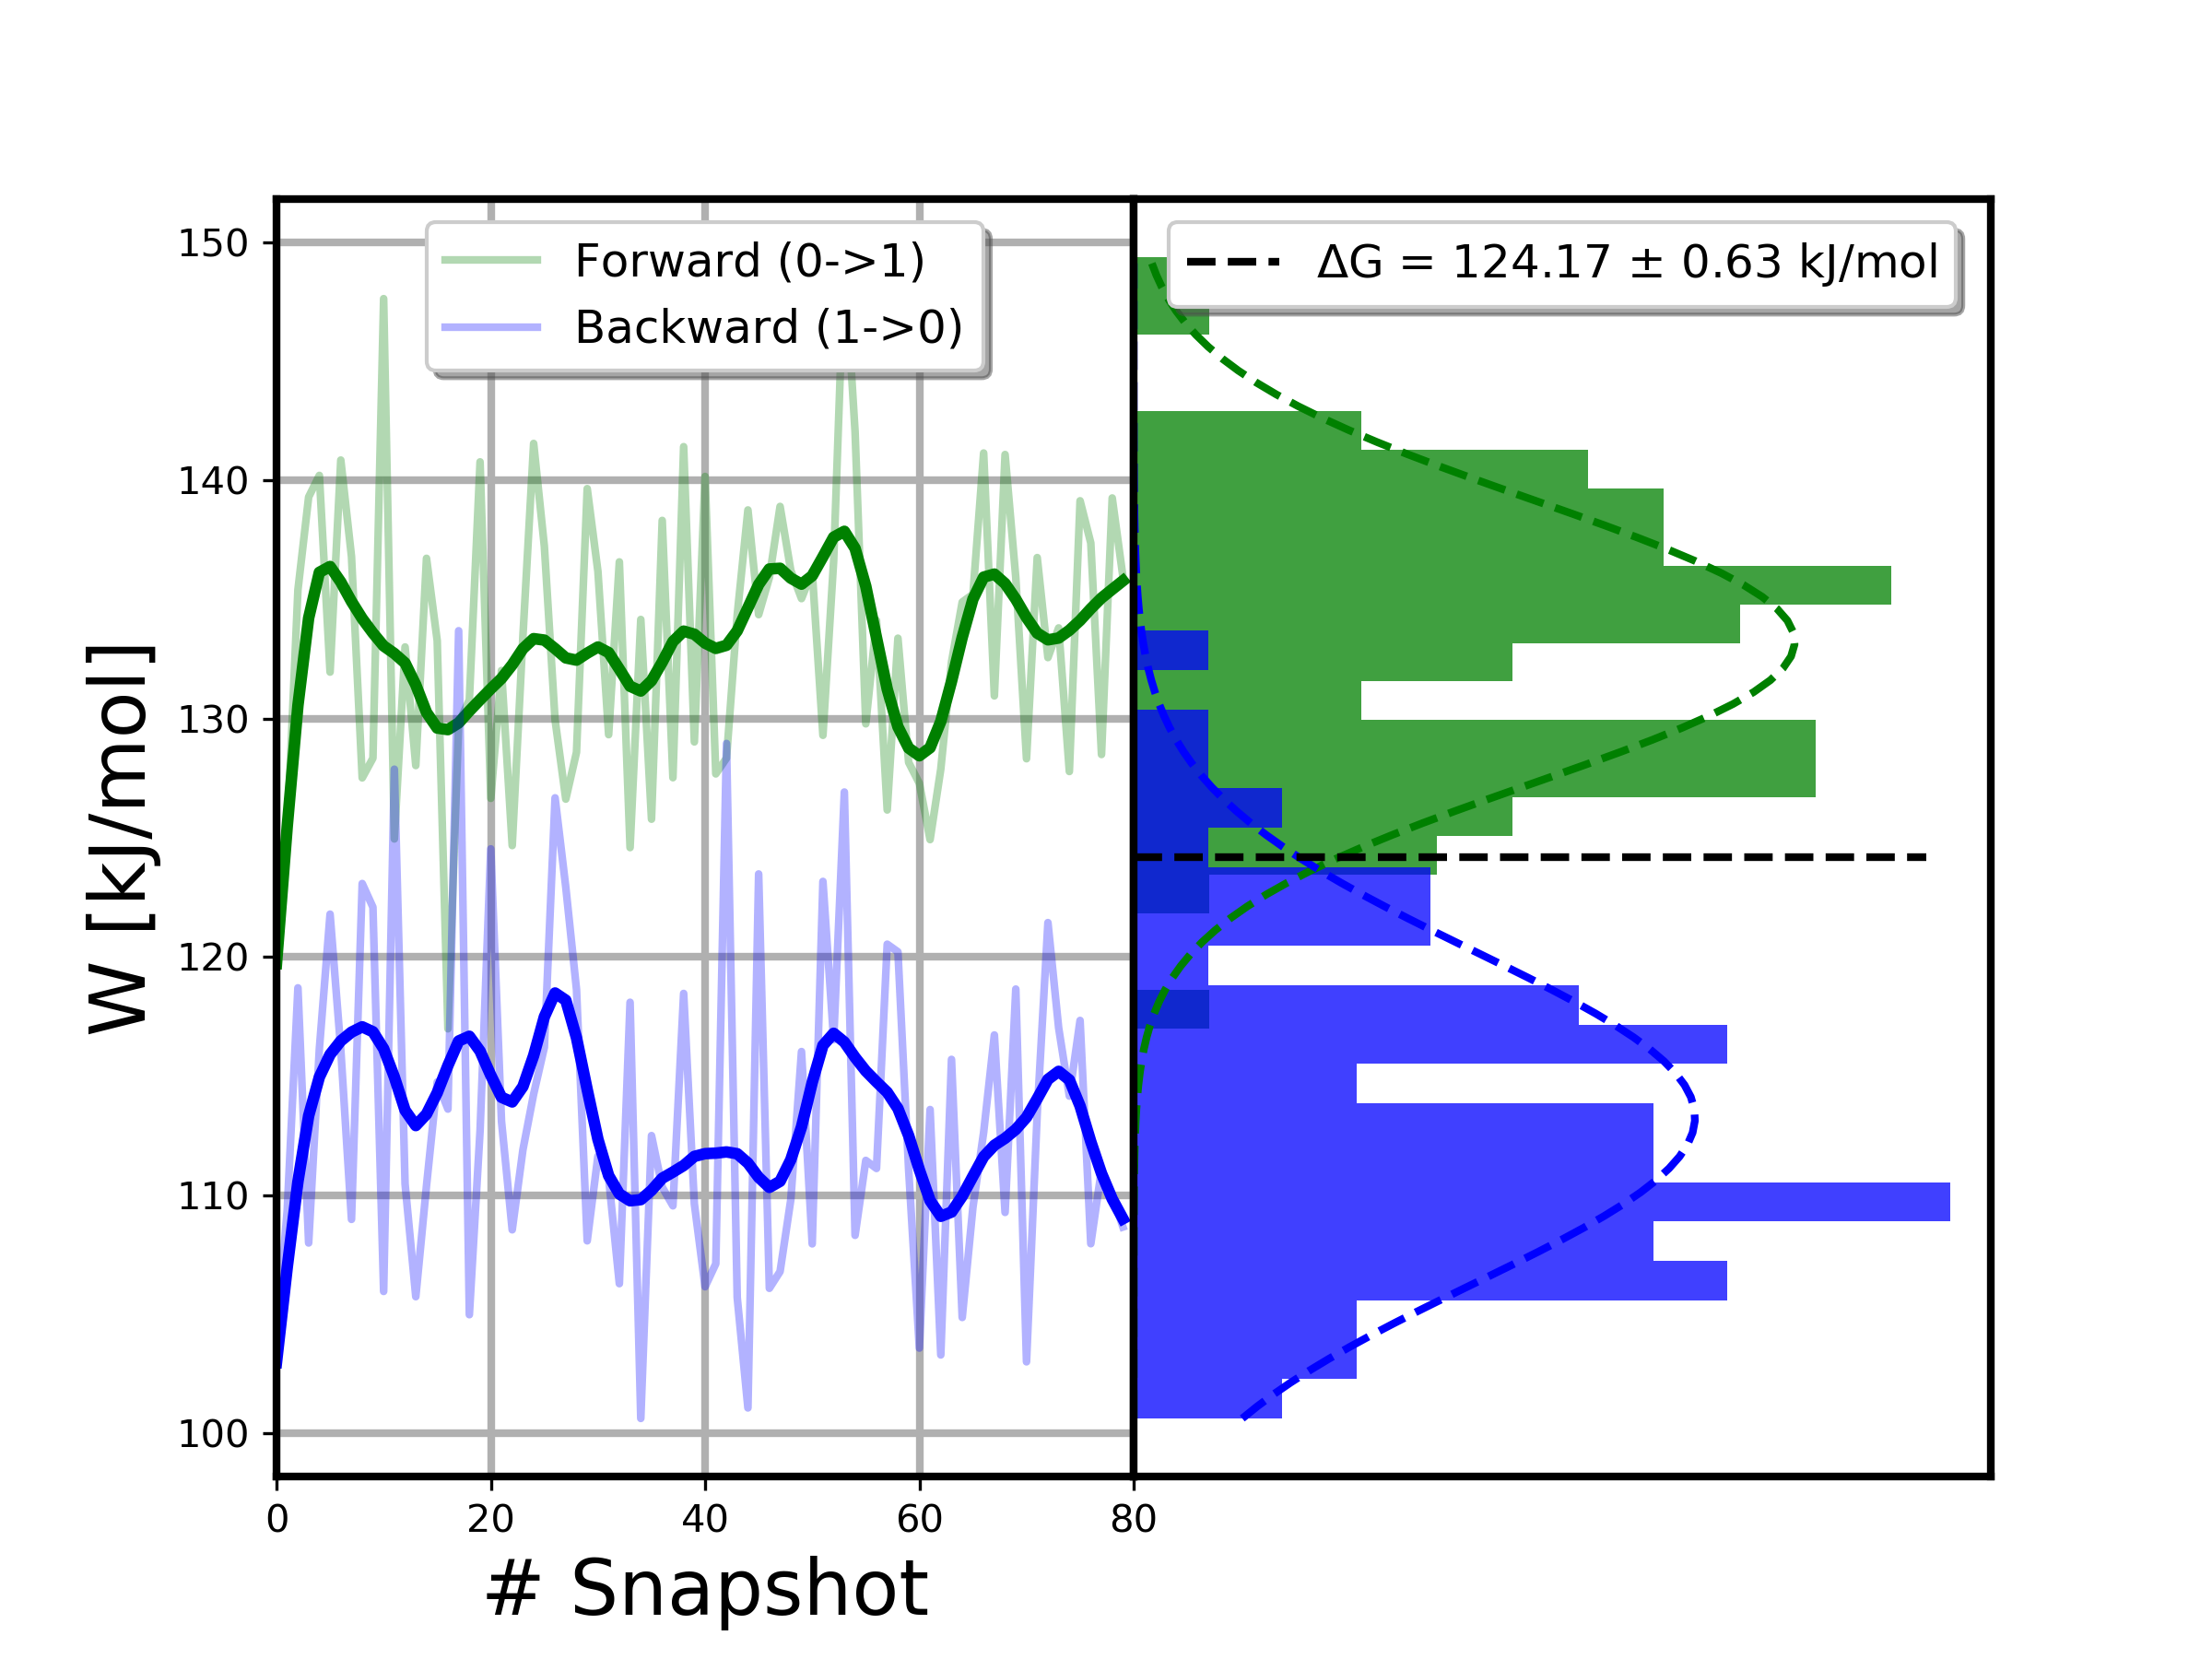 Forward (0->1)
Backward (1->0)
ΔG = 124.17 ± 0.63 kJ/mol
W [kJ/mol]
150
140
130
120
110
100
0 20 40 60 80
# Snapshot